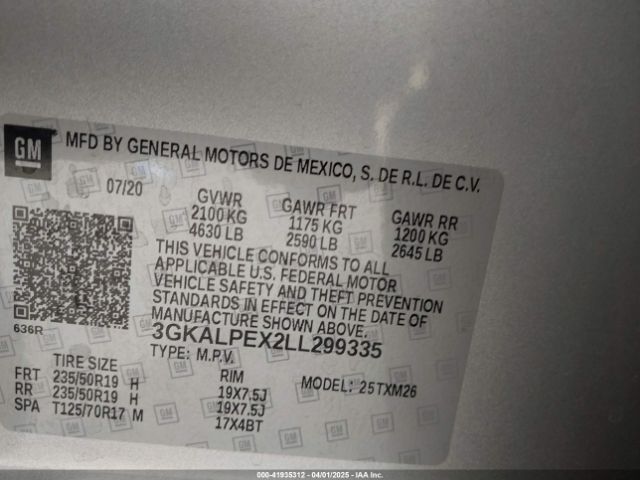 GM
MFD BY GENERAL MOTORS DE MEXICO, S. DE R.L. DE C.V.
07/20
GVWR GAWR FRT GAWR RR
2100 KG 1175 KG 1200 KG
4630 LB 2590 LB 2645 LB
THIS VEHICLE CONFORMS TO ALL
APPLICABLE U.S. FEDERAL MOTOR
VEHICLE SAFETY AND THEFT PREVENTION
STANDARDS IN EFFECT ON THE DATE OF
MANUFACTURE SHOWN ABOVE.
636R
3GKALPEX2LL299335
TYPE: M.P.V.
MODEL: 25TXM26
TIRE SIZE RIM
FRT 235/50R19 H 19X7.5J
RR 235/50R19 H 19X7.5J
SPA T125/70R17 M 17X4BT
000-41935312 - 04/01/2025 - IAA Inc.